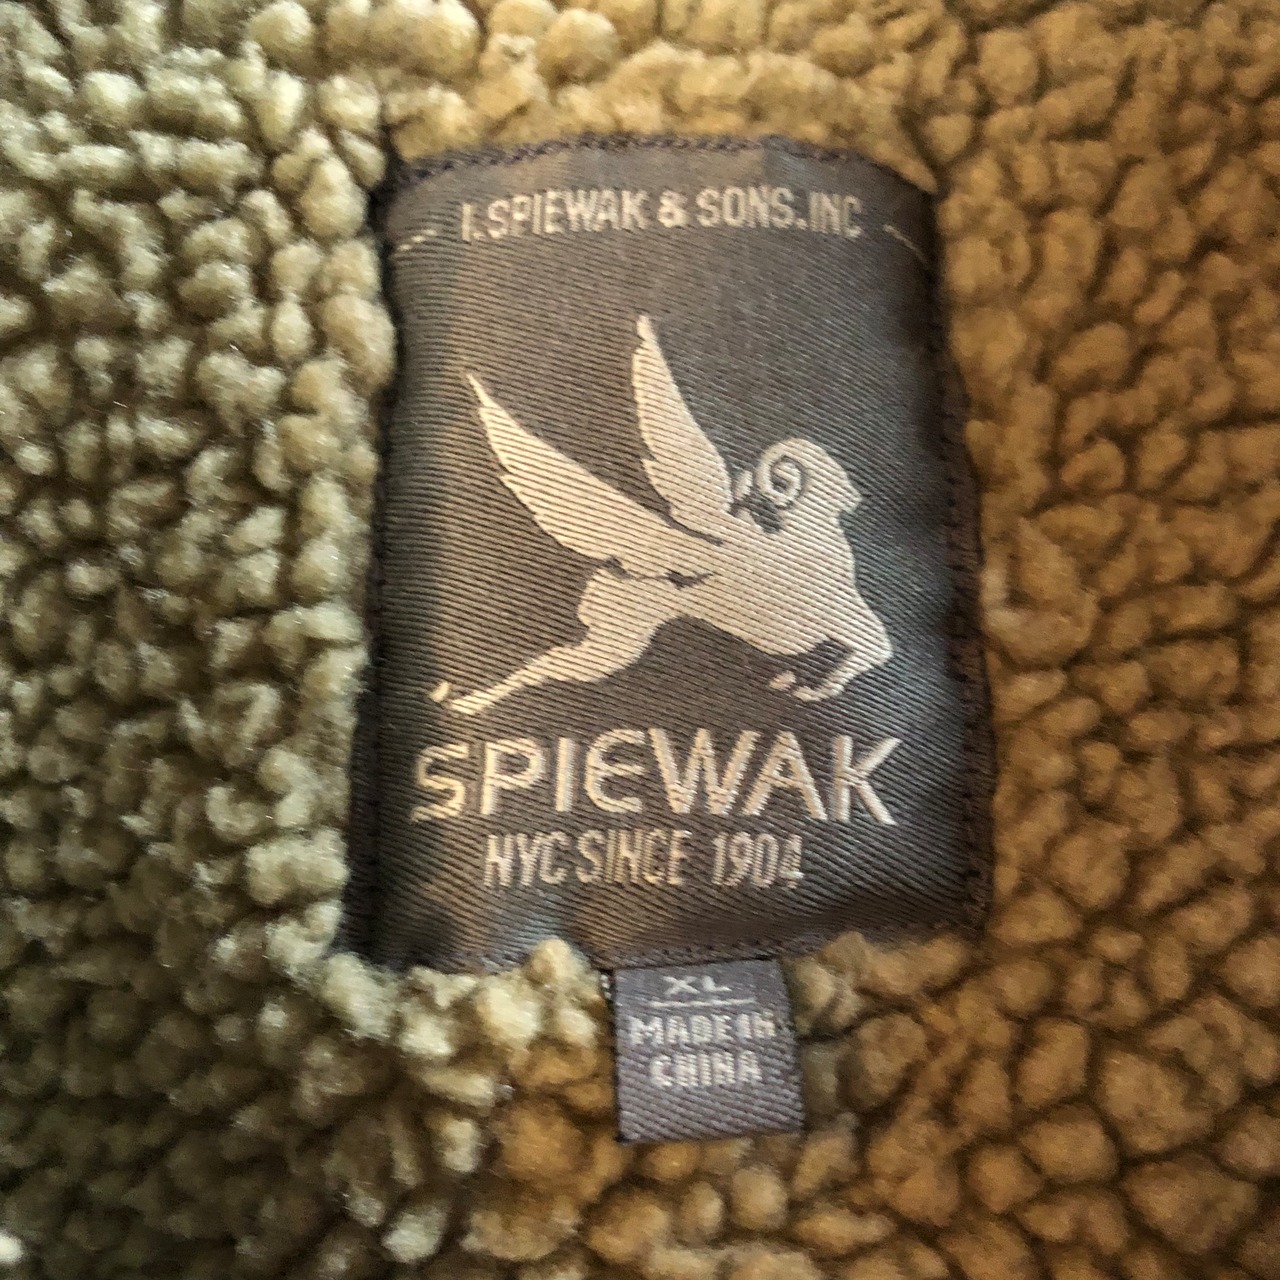 I. SPIEWAK & SONS. INC
SPIEWAK
NYC SINCE 1904
XL
MADE IN
CHINA